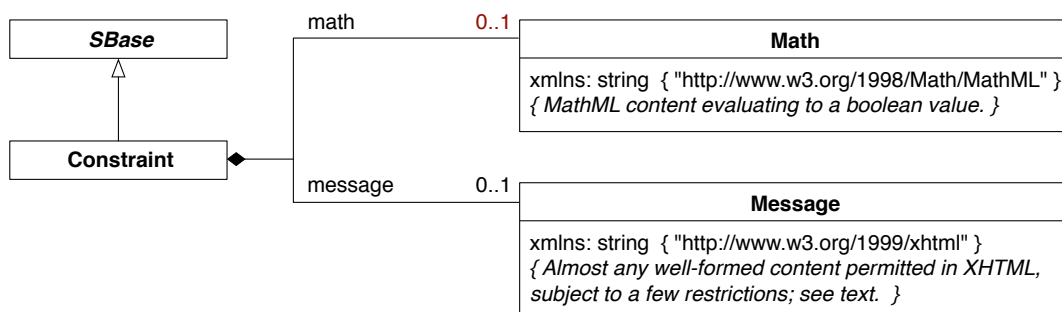 SBase
Constraint
math 0..1
Math
xmlns: string { "http://www.w3.org/1998/Math/MathML" }
{ MathML content evaluating to a boolean value. }
message 0..1
Message
xmlns: string { "http://www.w3.org/1999/xhtml" }
{ Almost any well-formed content permitted in XHTML,
subject to a few restrictions; see text. }